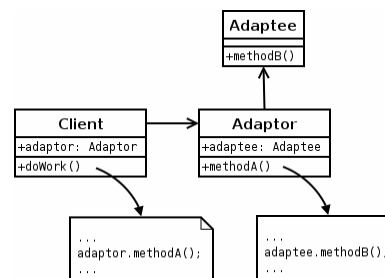 Adaptee
+methodB()
Client
+adaptor: Adaptor
+doWork()
Adaptor
+adaptee: Adaptee
+methodA()
...
adaptor.methodA();
...
...
adaptee.methodB();
...